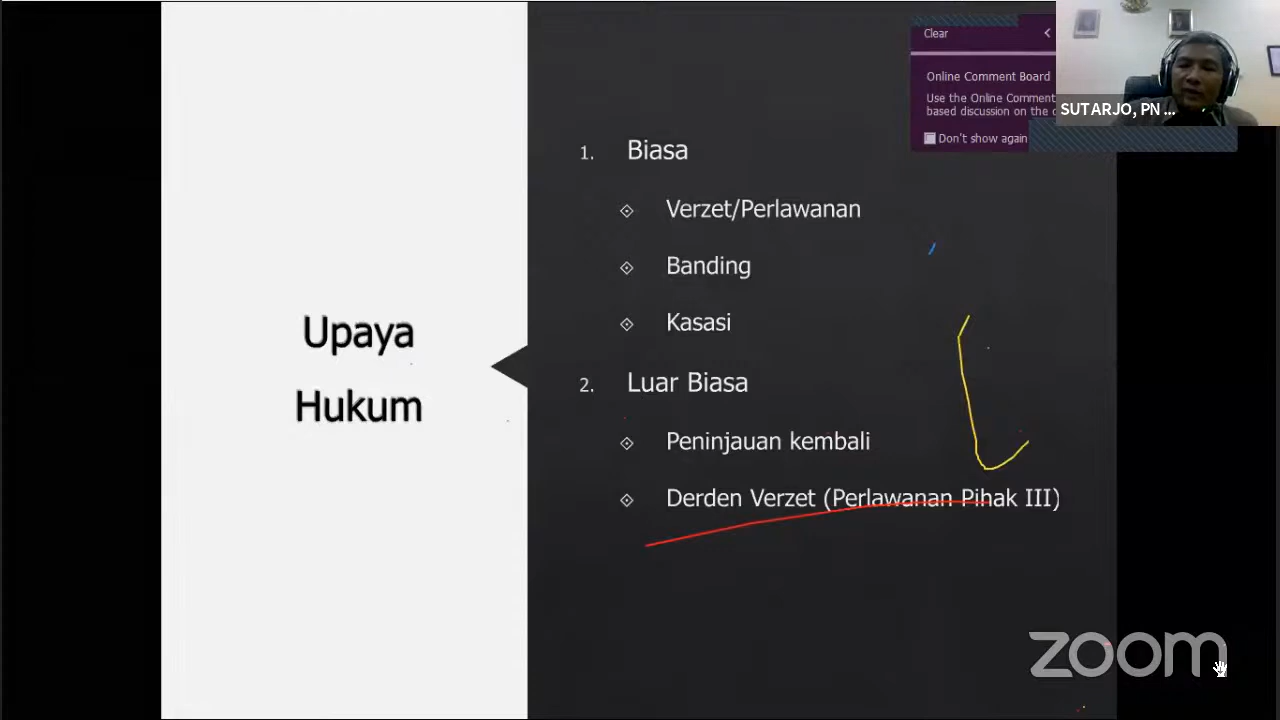 Upaya
Hukum
1. Biasa
Verzet/Perlawanan
Banding
Kasasi
2. Luar Biasa
Peninjauan kembali
Derden Verzet (Perlawanan Pihak III)
Clear
Online Comment Board
Use the Online Comment
based discussion on the
Don't show again
SUTARJO, PN ...
zoom